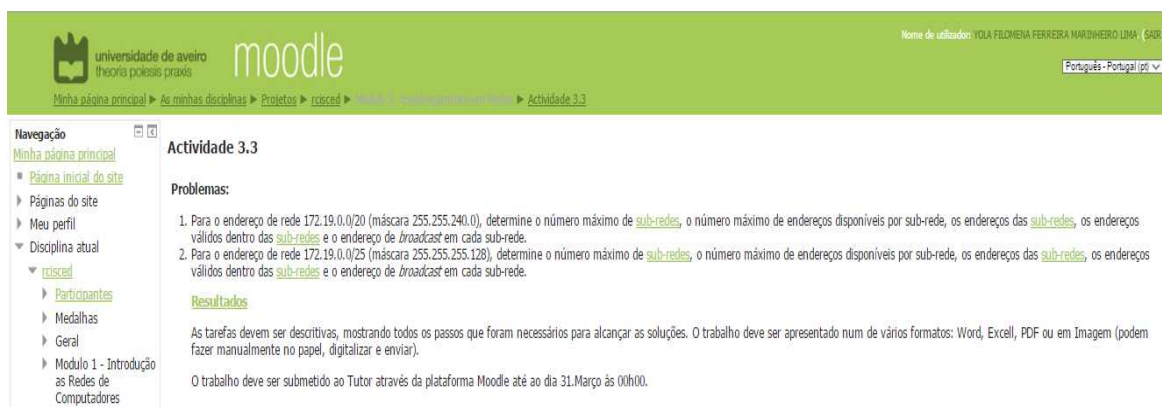 Nome de utilizador: YOLA FILOMENA FERREIRA MARINHEIRO LIMA (SAIR
universidade de aveiro
theoria poiesis praxis
moodle
Português - Portugal (pt)
Minha página principal ▶ As minhas disciplinas ▶ Projetos ▶ rcisced ▶ ▶ Actividade 3.3
Navegação
Minha página principal
Página inicial do site
Páginas do site
Meu perfil
Disciplina atual
rcisced
Participantes
Medalhas
Geral
Modulo 1 - Introdução
as Redes de
Computadores
Actividade 3.3
Problemas:
1. Para o endereço de rede 172.19.0.0/20 (máscara 255.255.240.0), determine o número máximo de sub-redes, o número máximo de endereços disponíveis por sub-rede, os endereços das sub-redes, os endereços
válidos dentro das sub-redes e o endereço de broadcast em cada sub-rede.
2. Para o endereço de rede 172.19.0.0/25 (máscara 255.255.255.128), determine o número máximo de sub-redes, o número máximo de endereços disponíveis por sub-rede, os endereços das sub-redes, os endereços
válidos dentro das sub-redes e o endereço de broadcast em cada sub-rede.
Resultados
As tarefas devem ser descritivas, mostrando todos os passos que foram necessários para alcançar as soluções. O trabalho deve ser apresentado num de vários formatos: Word, Excell, PDF ou em Imagem (podem
fazer manualmente no papel, digitalizar e enviar).
O trabalho deve ser submetido ao Tutor através da plataforma Moodle até ao dia 31.Março às 00h00.